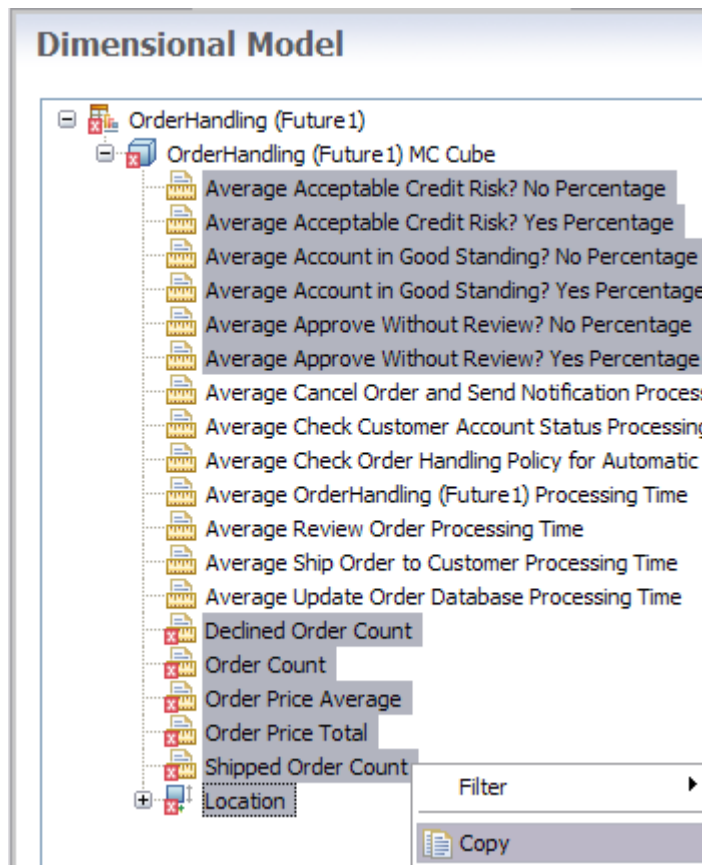 Dimensional Model
OrderHandling (Future1)
OrderHandling (Future1) MC Cube
Average Acceptable Credit Risk? No Percentage
Average Acceptable Credit Risk? Yes Percentage
Average Account in Good Standing? No Percentage
Average Account in Good Standing? Yes Percentage
Average Approve Without Review? No Percentage
Average Approve Without Review? Yes Percentage
Average Cancel Order and Send Notification Process
Average Check Customer Account Status Processing
Average Check Order Handling Policy for Automatic
Average OrderHandling (Future1) Processing Time
Average Review Order Processing Time
Average Ship Order to Customer Processing Time
Average Update Order Database Processing Time
Declined Order Count
Order Count
Order Price Average
Order Price Total
Shipped Order Count
Filter
Location
Copy